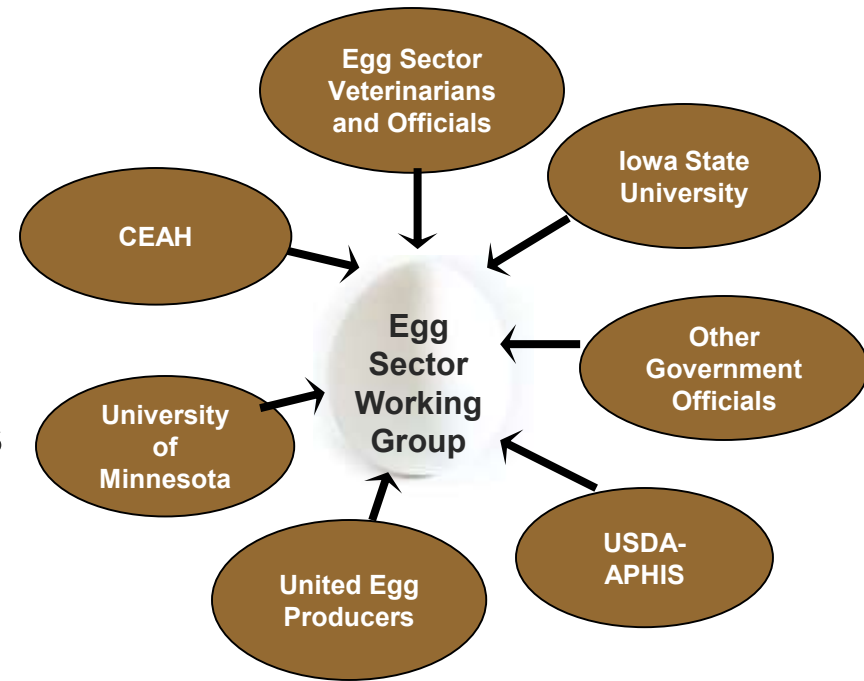 Egg Sector
Veterinarians
and Officials
Iowa State
University
CEAH
Egg
Sector
Working
Group
Other
Government
Officials
University
of
Minnesota
USDA-
APHIS
United Egg
Producers